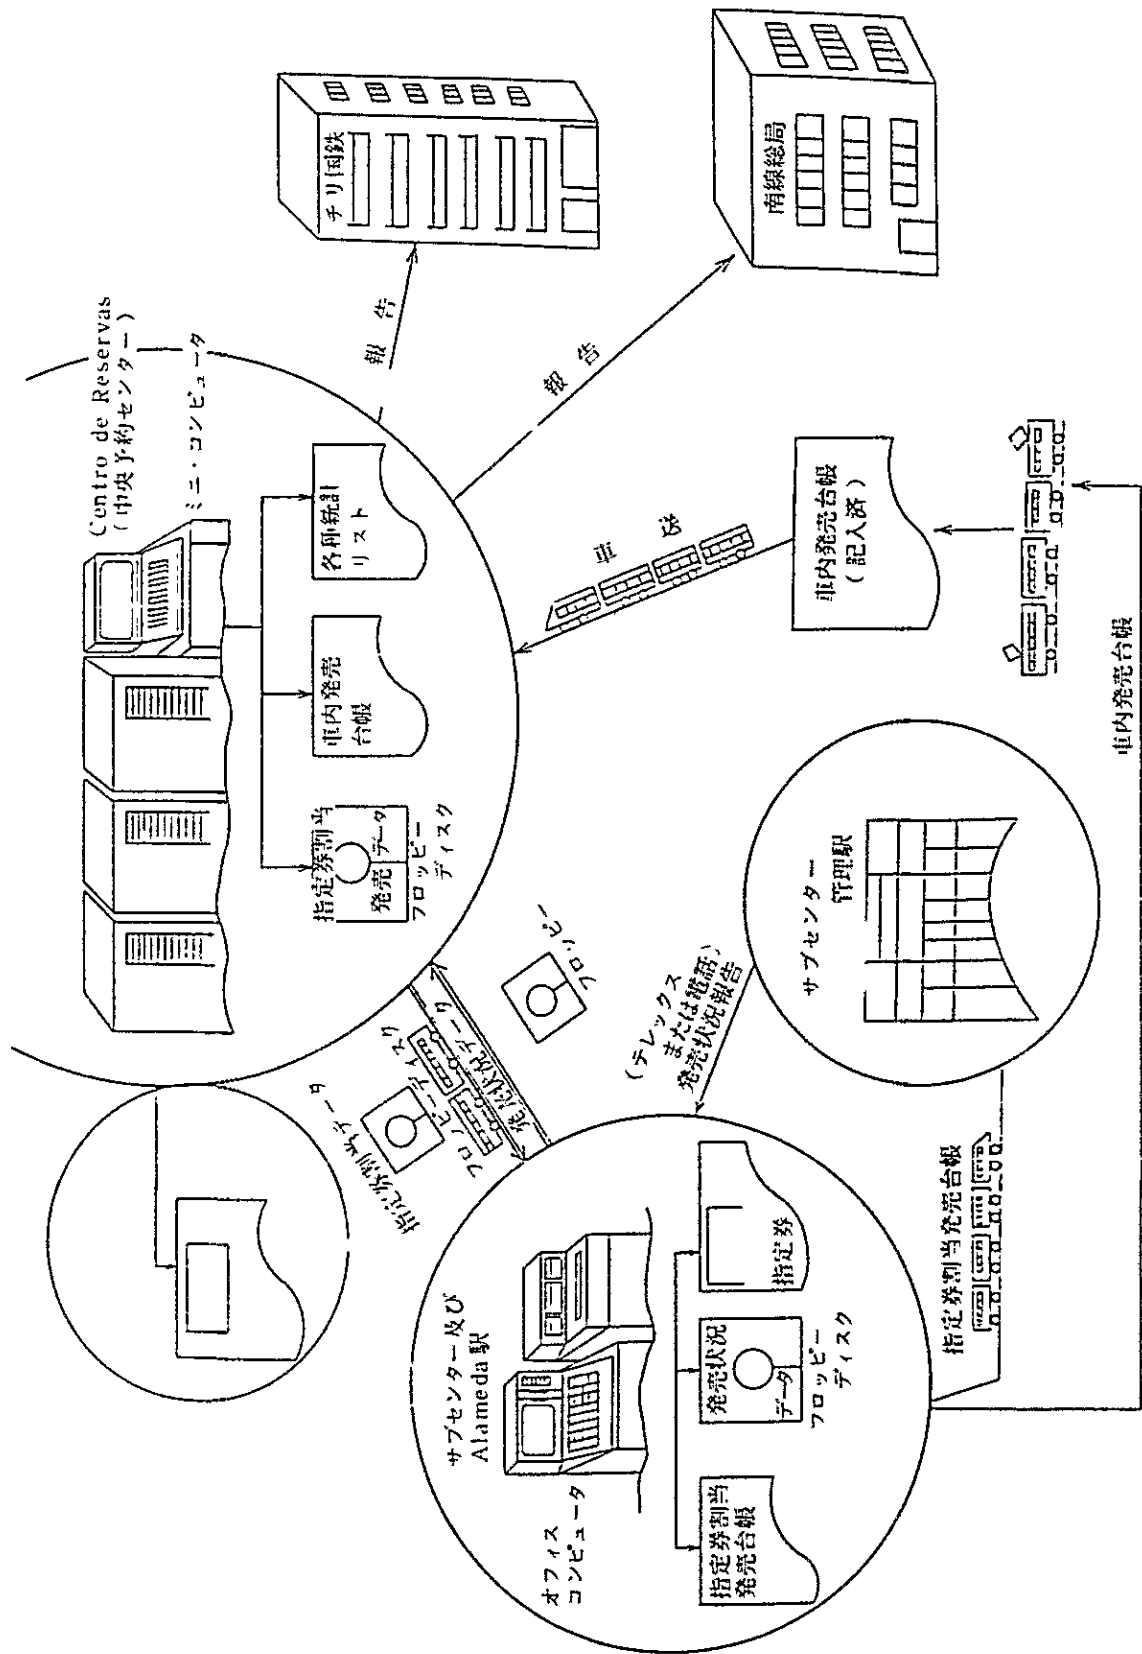 Centro de Reservas
(中央予約センター)
ミニ・コンピュータ
指定券割当
発売データ
フロッピー
ディスク
車内発売
台帳
各種統計
リスト
報告
チリ国鉄
報告
南線総局
指定券割当データ
フロッピーディスク
発売状況データ
フロッピー
車送
車内発売台帳
(記入済)
サブセンター及び
Alameda駅
オフィス
コンピュータ
指定券割当
発売台帳
発売状況
データ
フロッピー
ディスク
指定券
(テレックス
または電話)
発売状況報告
サブセンター
管理駅
指定券割当発売台帳
車内発売台帳